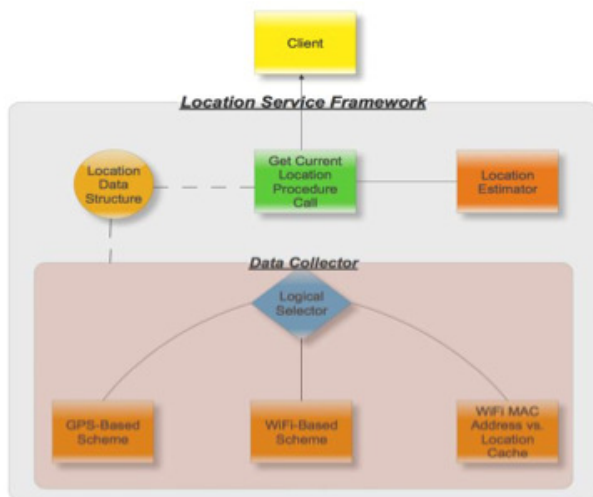 Client
Location Service Framework
Location
Data
Structure
Get Current
Location
Procedure
Call
Location
Estimator
Data Collector
Logical
Selector
GPS-Based
Scheme
WiFi-Based
Scheme
WiFi MAC
Address vs.
Location
Cache